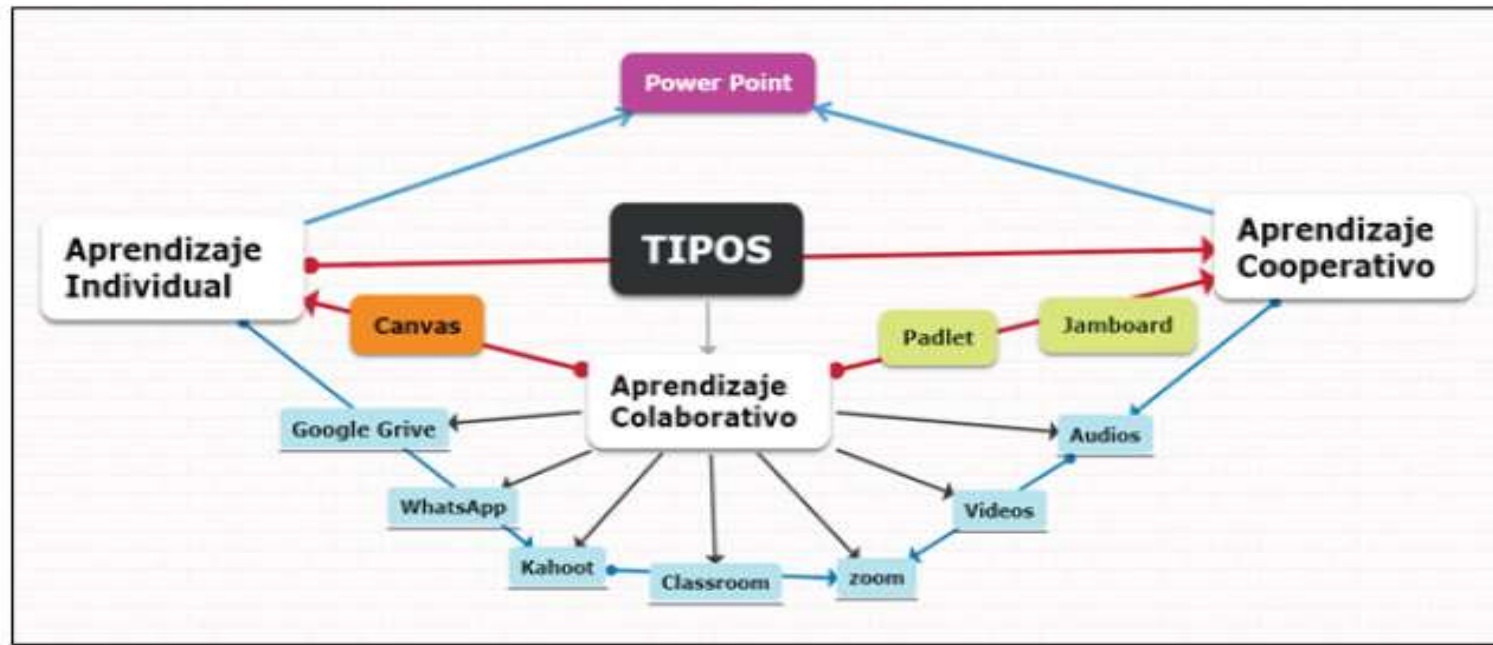 Power Point
TIPOS
Aprendizaje
Individual
Aprendizaje
Cooperativo
Canvas
Padlet
Jamboard
Aprendizaje
Colaborativo
Google Grive
Audios
WhatsApp
Videos
Kahoot
Classroom
zoom